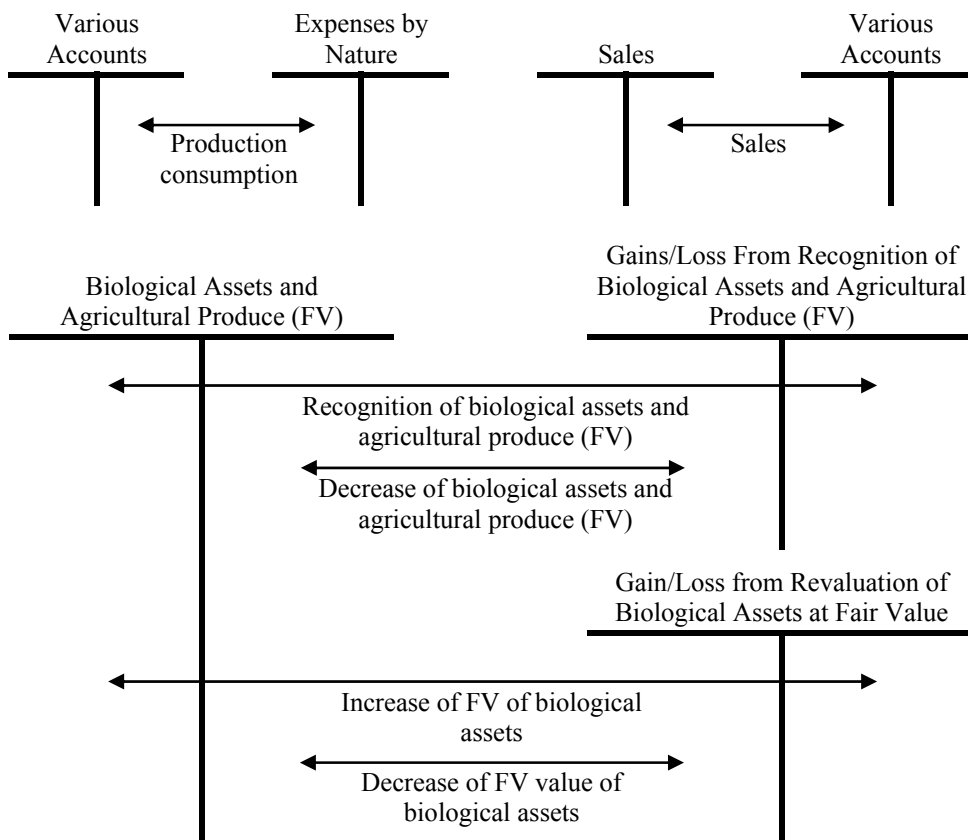 Various
Accounts
Expenses by
Nature
Sales
Various
Accounts
Production
consumption
Sales
Biological Assets and
Agricultural Produce (FV)
Gains/Loss From Recognition of
Biological Assets and Agricultural
Produce (FV)
Recognition of biological assets and
agricultural produce (FV)
Decrease of biological assets and
agricultural produce (FV)
Gain/Loss from Revaluation of
Biological Assets at Fair Value
Increase of FV of biological
assets
Decrease of FV value of
biological assets